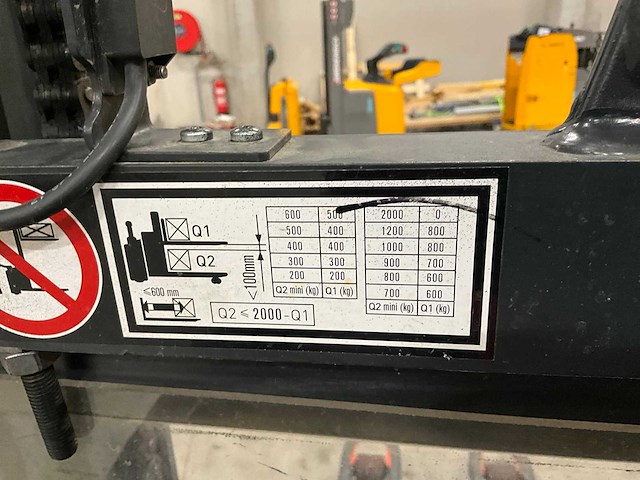 Q1
Q2
<100mm
≤600 mm
Q2 ≤ 2000-Q1
600 500
500 400
400 400
300 300
200 200
Q2 mini (kg) Q1 (kg)
2000 0
1200 800
1000 800
900 700
800 600
700 600
Q2 mini (kg) Q1 (kg)